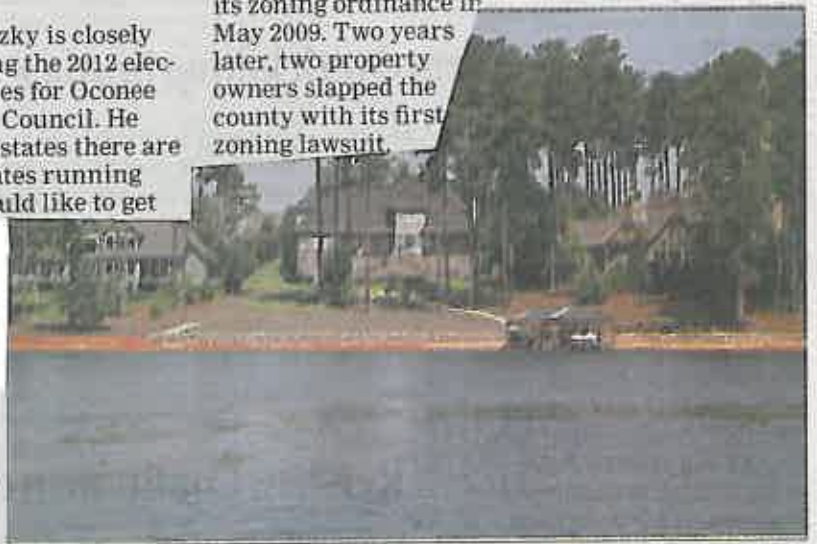 zky is closely
ng the 2012 elec-
es for Oconee
Council. He
states there are
ates running
uld like to get
its zoning ordinance in
May 2009. Two years
later, two property
owners slapped the
county with its first
zoning lawsuit.